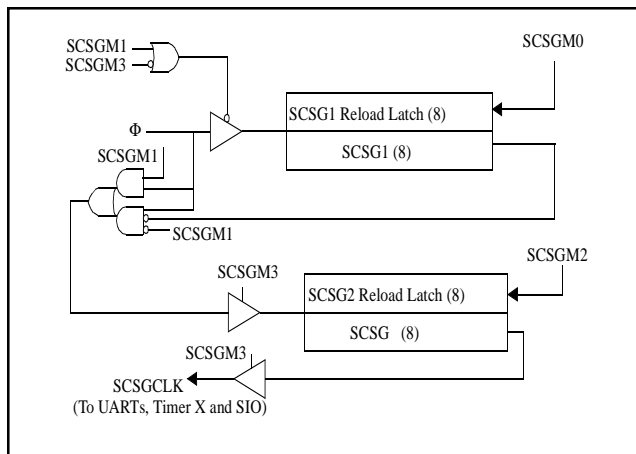 SCSGM1
SCSGM3
SCSGM0
Φ
SCSG1 Reload Latch (8)
SCSG1 (8)
SCSGM1
SCSGM1
SCSGM2
SCSGM3
SCSG2 Reload Latch (8)
SCSG (8)
SCSGM3
SCSGCLK
(To UARTs, Timer X and SIO)